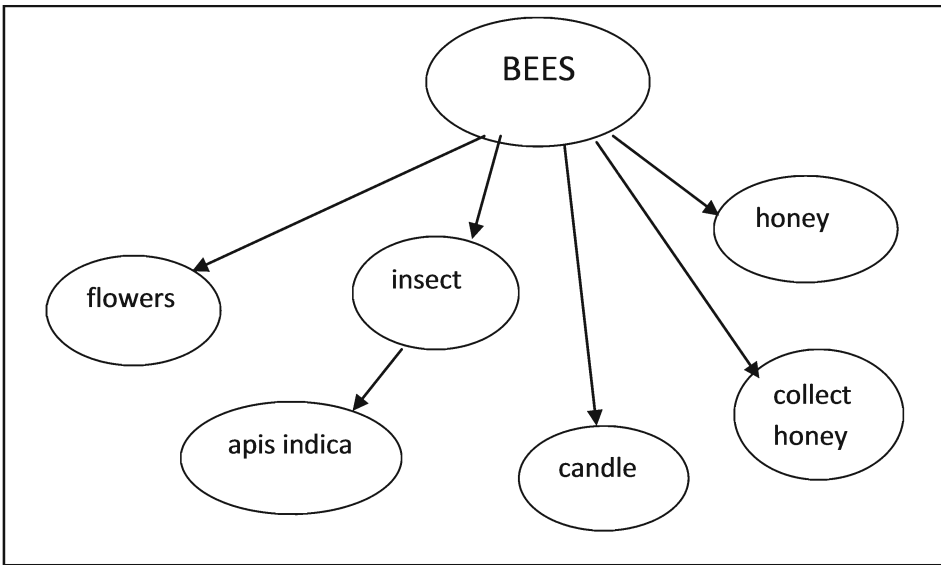 BEES
honey
insect
flowers
collect
honey
apis indica
candle